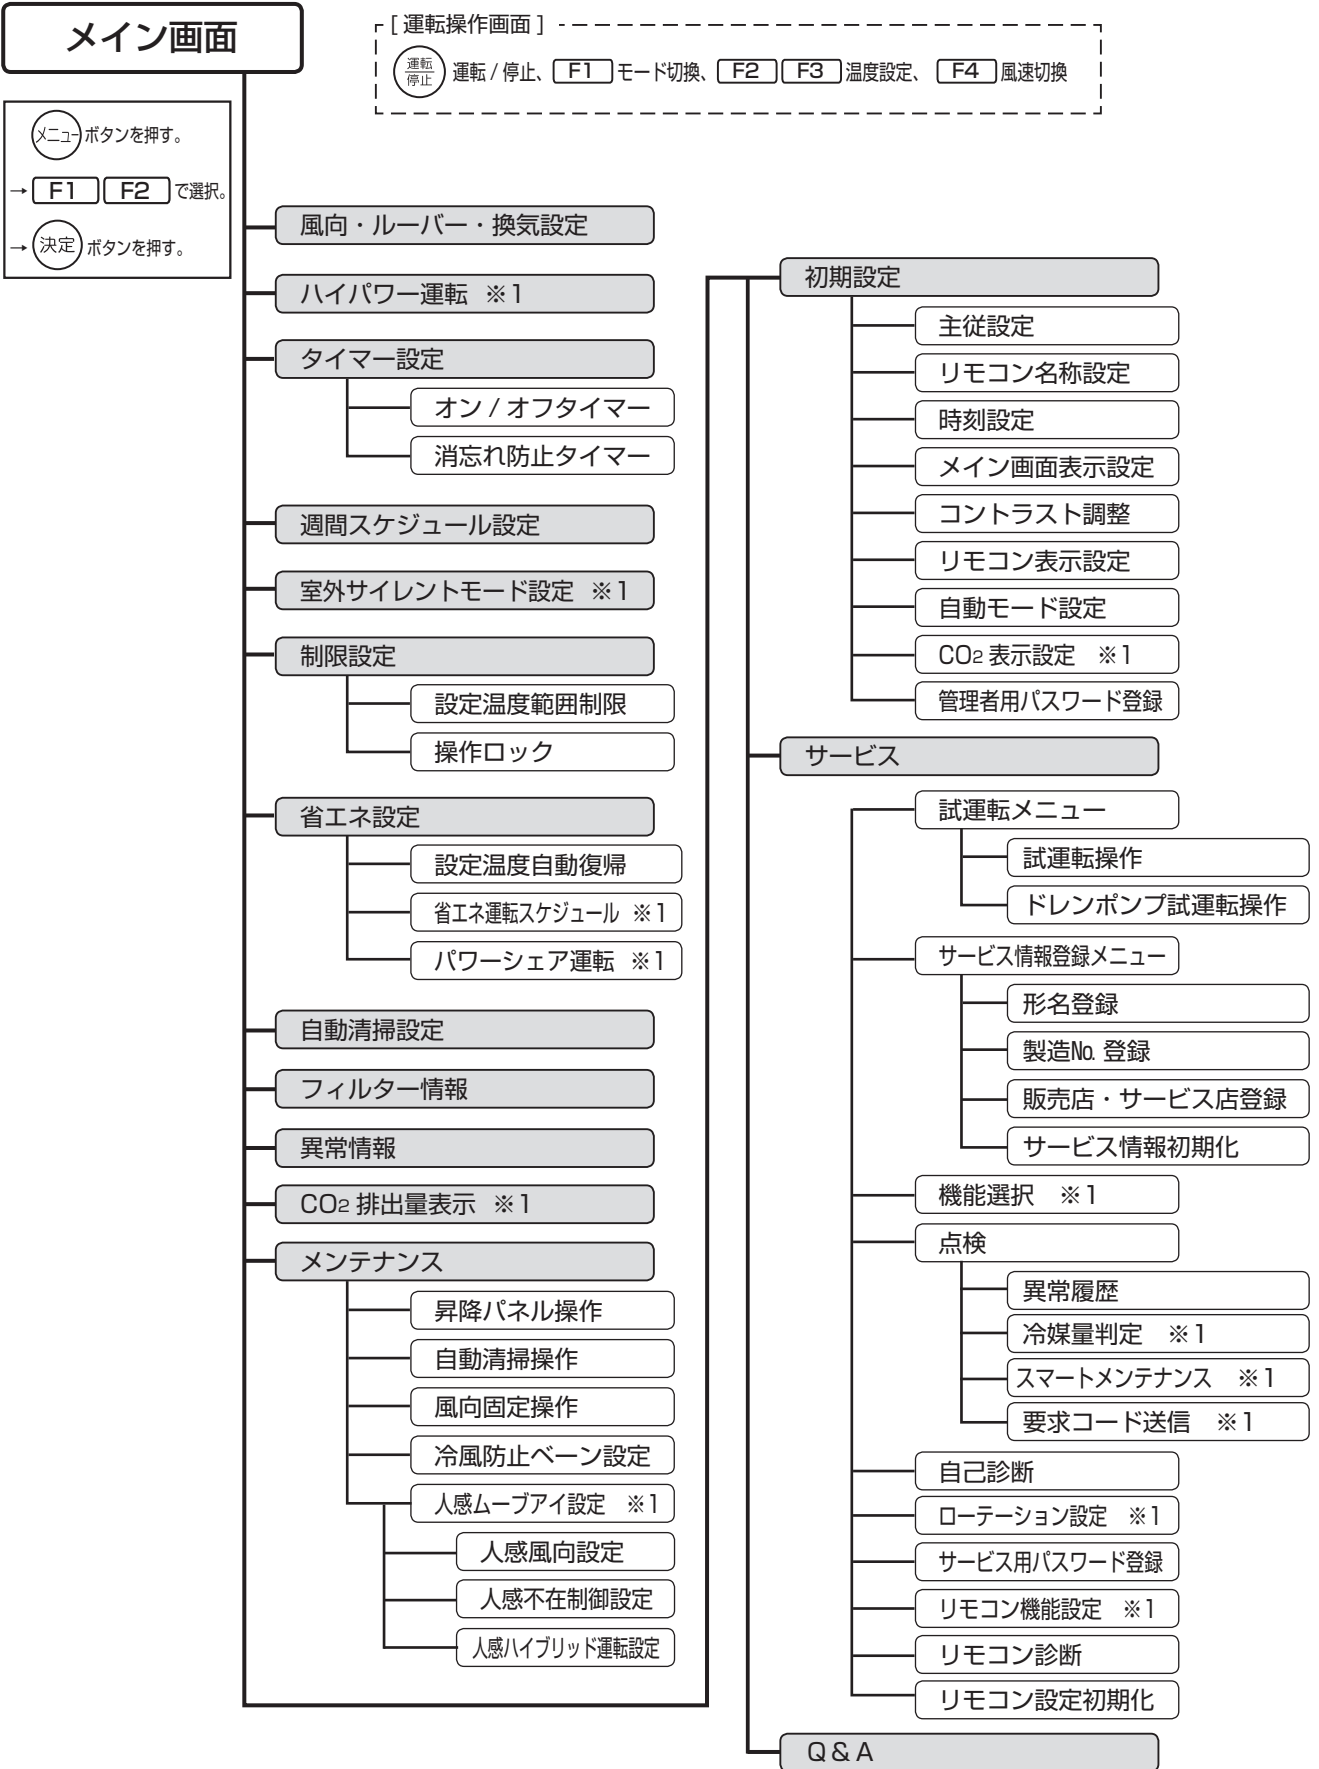 メイン画面
[ 運転操作画面 ]
運転
停止
運転 / 停止、 F1 モード切換、 F2 F3 温度設定、 F4 風速切換
メニュー ボタンを押す。
→ F1 F2 で選択。
→ 決定 ボタンを押す。
風向・ルーバー・換気設定
ハイパワー運転 ※1
タイマー設定
オン / オフタイマー
消忘れ防止タイマー
週間スケジュール設定
室外サイレントモード設定 ※1
制限設定
設定温度範囲制限
操作ロック
省エネ設定
設定温度自動復帰
省エネ運転スケジュール ※1
パワーシェア運転 ※1
自動清掃設定
フィルター情報
異常情報
CO2 排出量表示 ※1
メンテナンス
昇降パネル操作
自動清掃操作
風向固定操作
冷風防止ベーン設定
人感ムーブアイ設定 ※1
人感風向設定
人感不在制御設定
人感ハイブリッド運転設定
初期設定
主従設定
リモコン名称設定
時刻設定
メイン画面表示設定
コントラスト調整
リモコン表示設定
自動モード設定
CO2 表示設定 ※1
管理者用パスワード登録
サービス
試運転メニュー
試運転操作
ドレンポンプ試運転操作
サービス情報登録メニュー
形名登録
製造No. 登録
販売店・サービス店登録
サービス情報初期化
機能選択 ※1
点検
異常履歴
冷媒量判定 ※1
スマートメンテナンス ※1
要求コード送信 ※1
自己診断
ローテーション設定 ※1
サービス用パスワード登録
リモコン機能設定 ※1
リモコン診断
リモコン設定初期化
Q & A